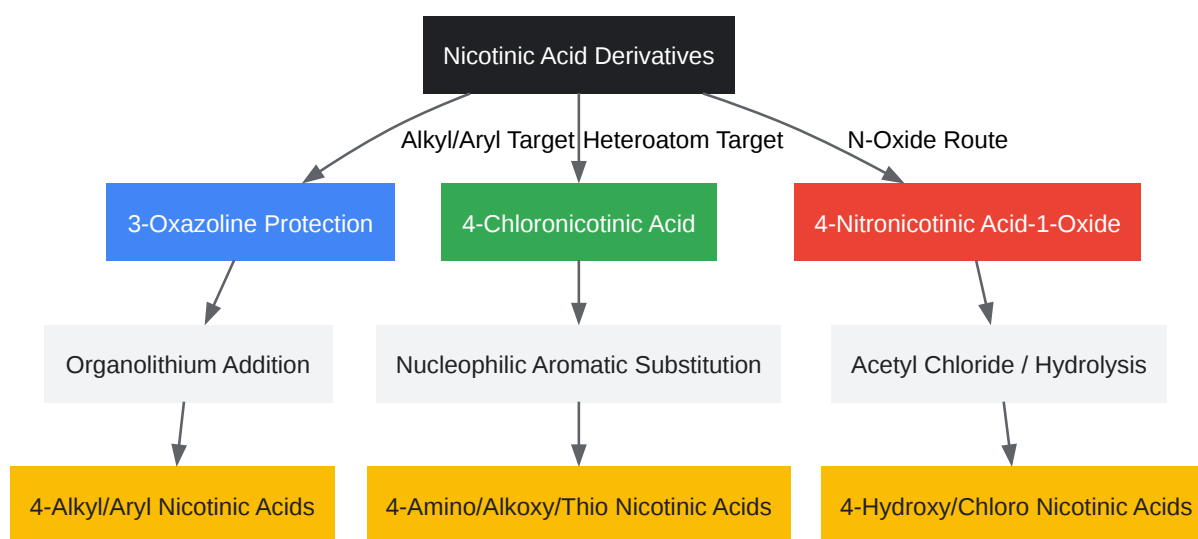 Nicotinic Acid Derivatives
Alkyl/Aryl Target
Heteroatom Target
N-Oxide Route
3-Oxazoline Protection
4-Chloronicotinic Acid
4-Nitronicotinic Acid-1-Oxide
Organolithium Addition
Nucleophilic Aromatic Substitution
Acetyl Chloride / Hydrolysis
4-Alkyl/Aryl Nicotinic Acids
4-Amino/Alkoxy/Thio Nicotinic Acids
4-Hydroxy/Chloro Nicotinic Acids